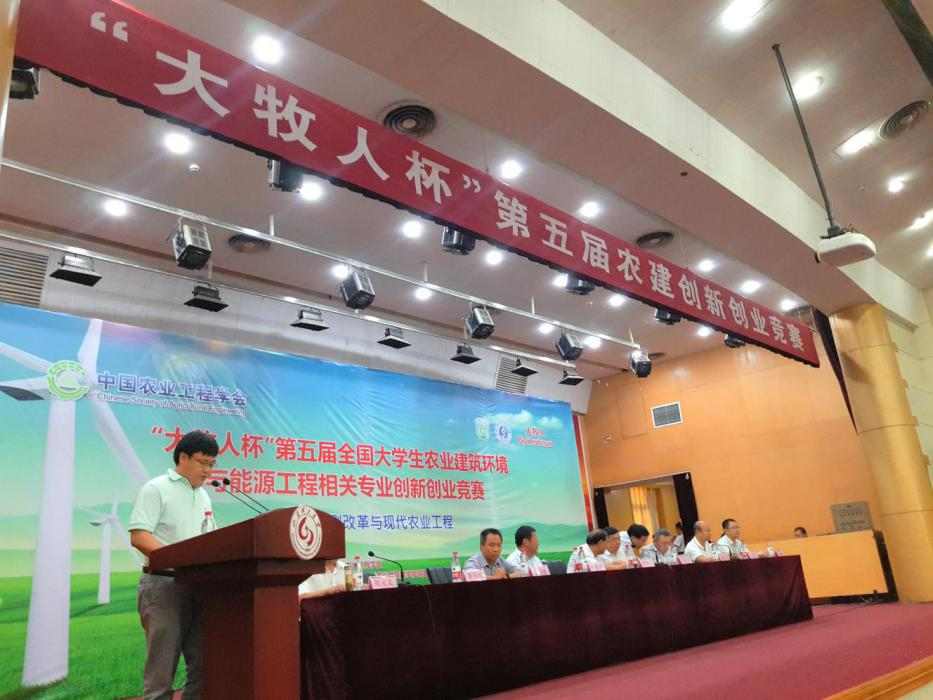 “大牧人杯”第五届农建创新创业竞赛
中国农业工程学会
Chinese Society of Agricultural Engineering
大牧人
“大牧人杯”第五届全国大学生农业建筑环境
与能源工程相关专业创新创业竞赛
改革与现代农业工程